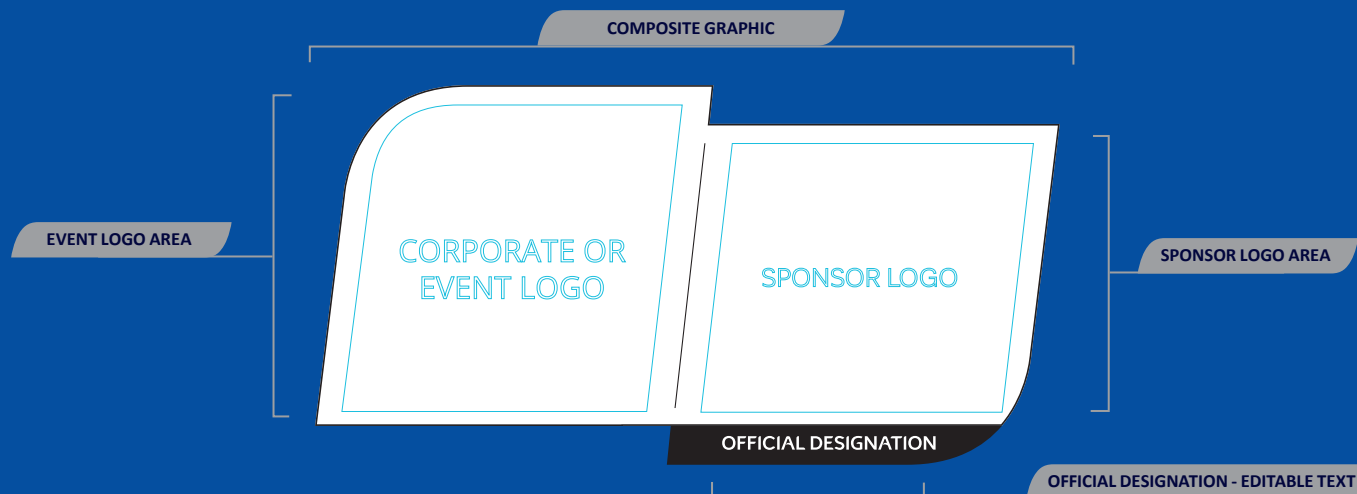 COMPOSITE GRAPHIC
EVENT LOGO AREA
CORPORATE OR
EVENT LOGO
SPONSOR LOGO
SPONSOR LOGO AREA
OFFICIAL DESIGNATION
OFFICIAL DESIGNATION - EDITABLE TEXT